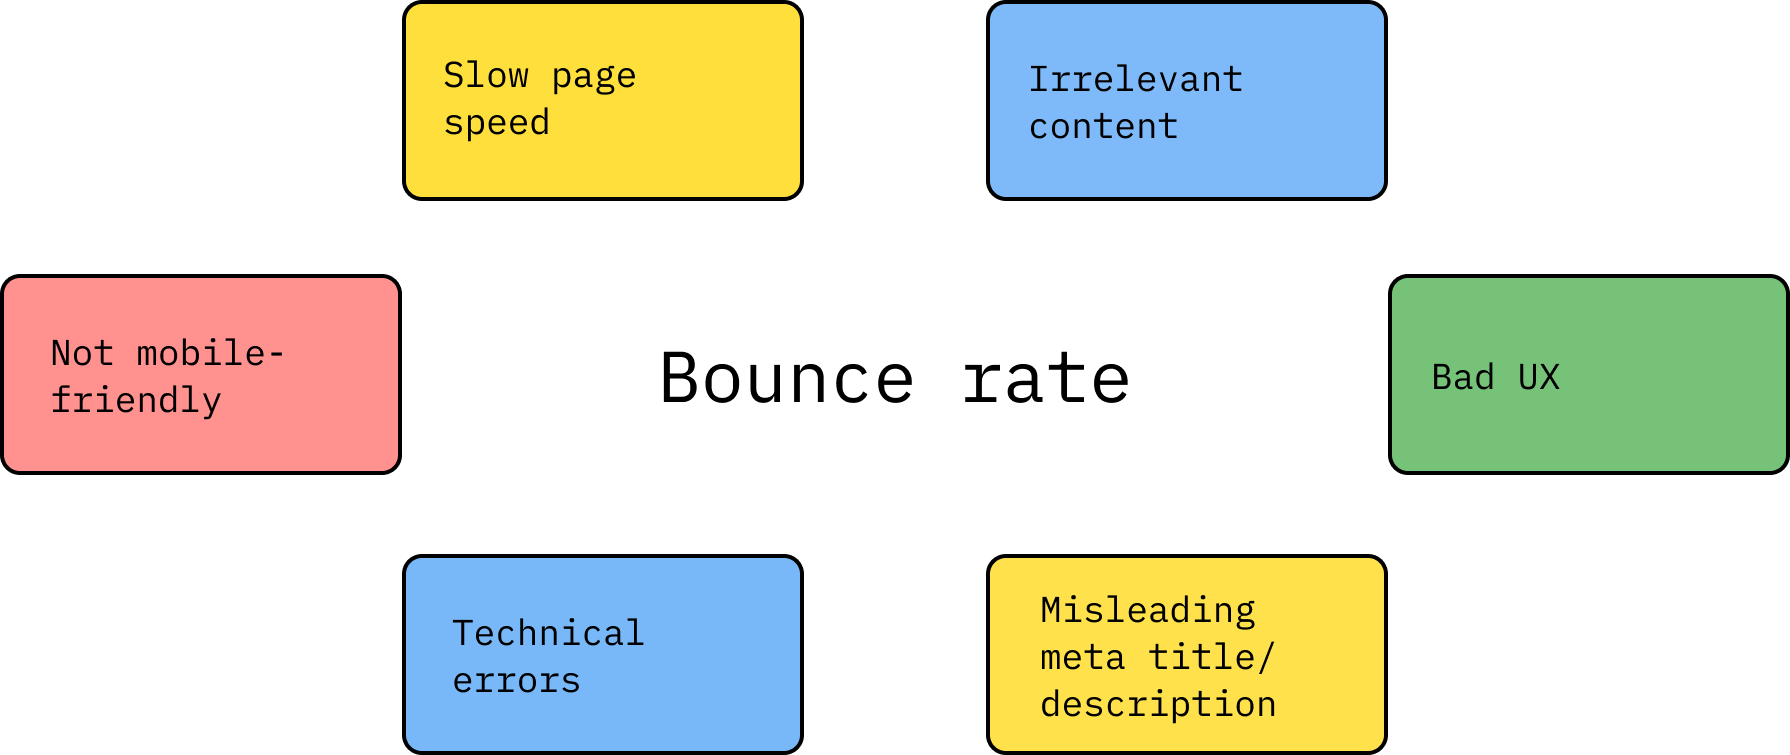 Slow page
speed
Irrelevant
content
Not mobile-
friendly
Bounce rate
Bad UX
Technical
errors
Misleading
meta title/
description